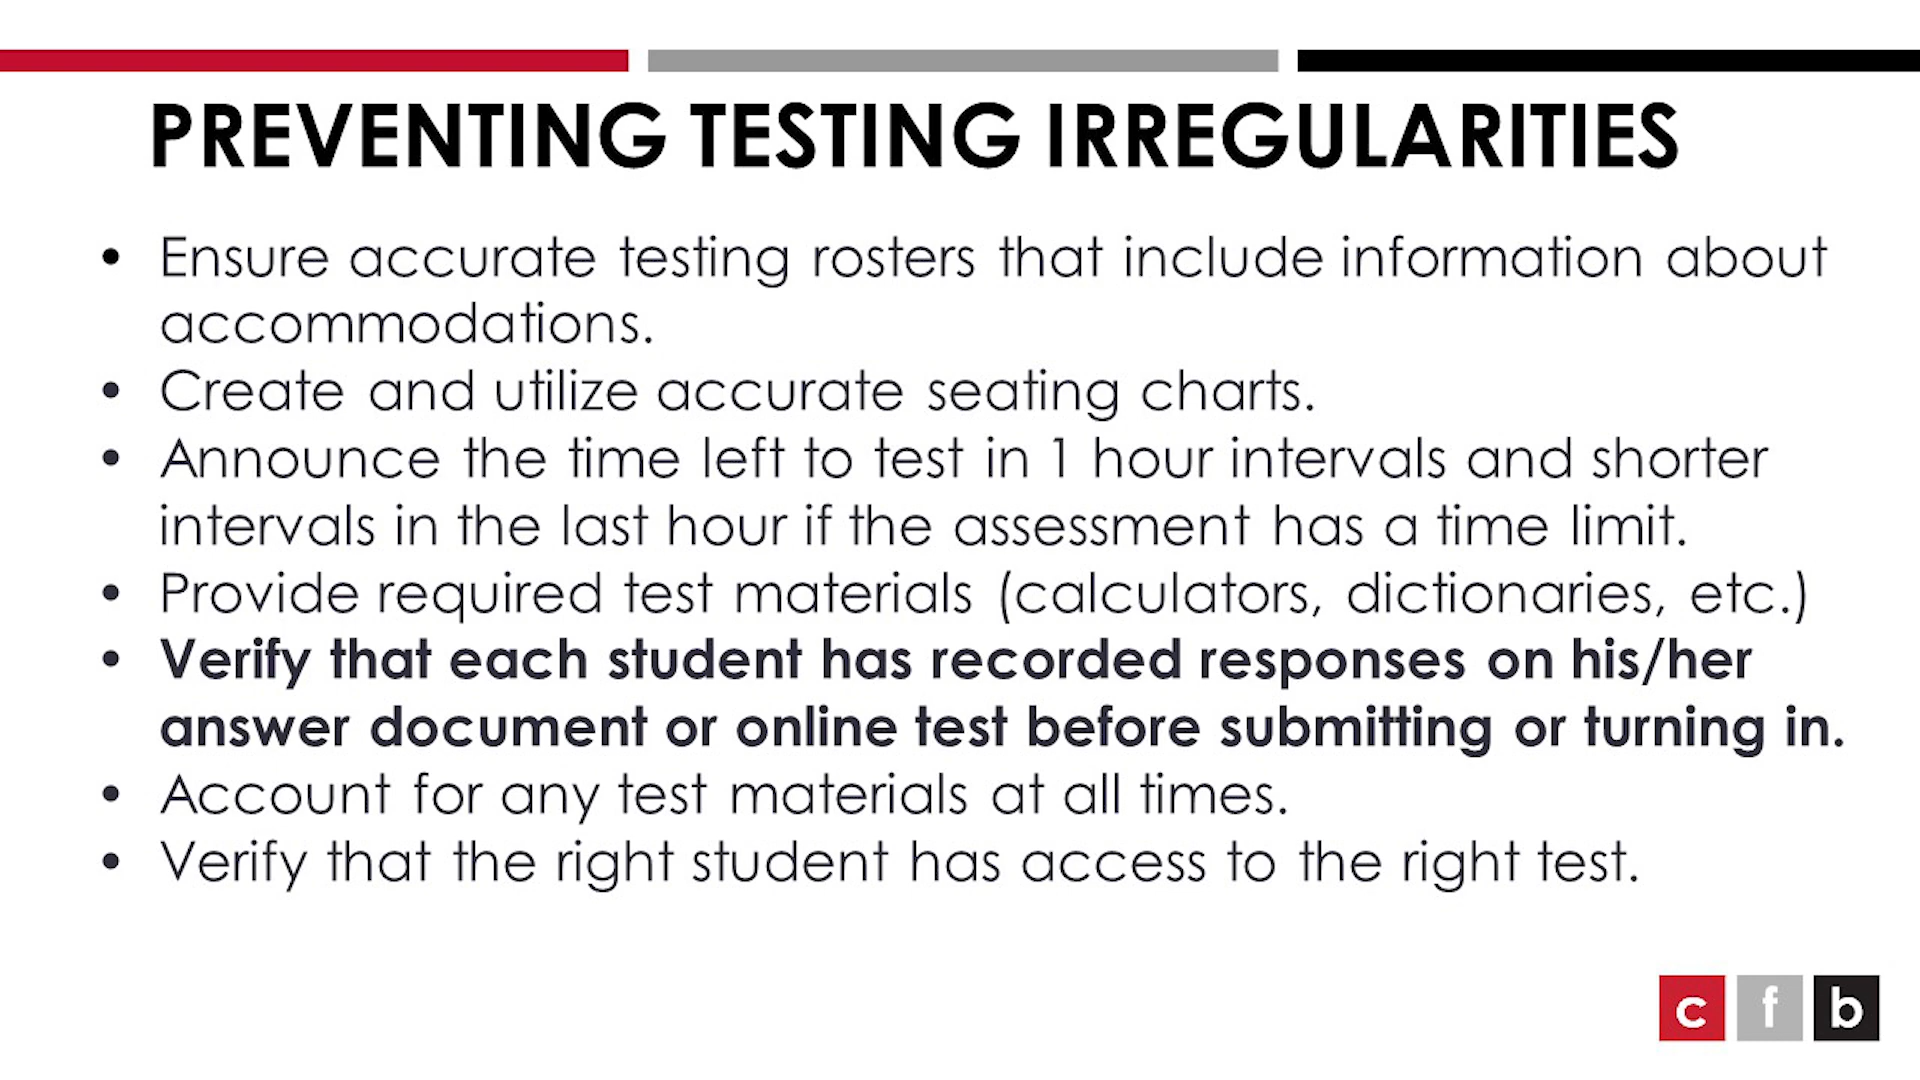 PREVENTING TESTING IRREGULARITIES
• Ensure accurate testing rosters that include information about
accommodations.
• Create and utilize accurate seating charts.
• Announce the time left to test in 1 hour intervals and shorter
intervals in the last hour if the assessment has a time limit.
• Provide required test materials (calculators, dictionaries, etc.)
• Verify that each student has recorded responses on his/her
answer document or online test before submitting or turning in.
• Account for any test materials at all times.
• Verify that the right student has access to the right test.
c f b